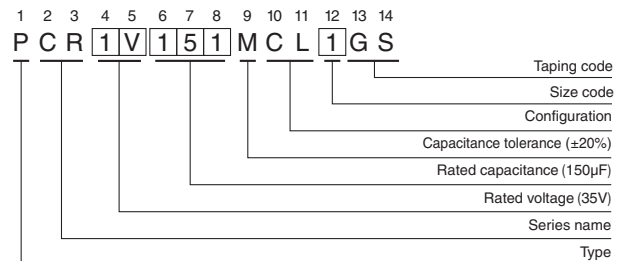 1 2 3 4 5 6 7 8 9 10 11 12 13 14
P C R 1 V 1 5 1 M C L 1 G S
Taping code
Size code
Configuration
Capacitance tolerance (±20%)
Rated capacitance (150μF)
Rated voltage (35V)
Series name
Type